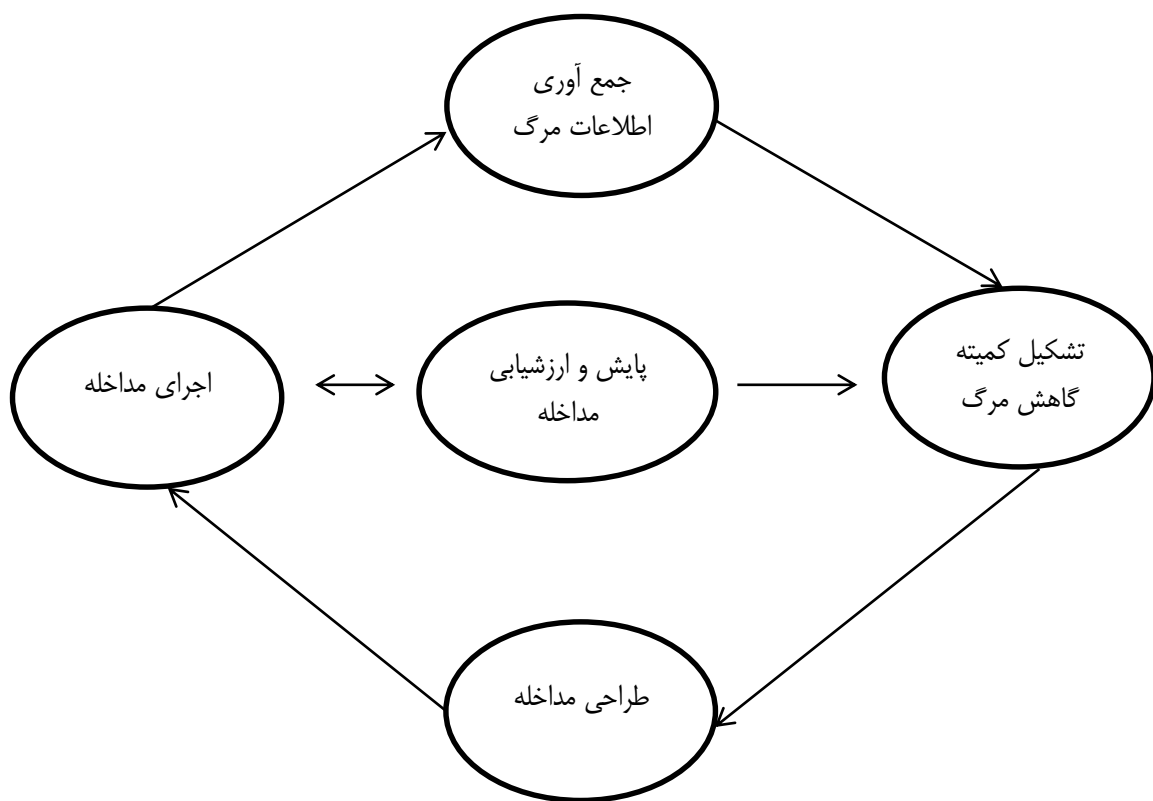 جمع آوری
اطلاعات مرگ
تشکیل کمیته
گاهش مرگ
پایش و ارزشیابی
مداخله
اجرای مداخله
طراحی مداخله